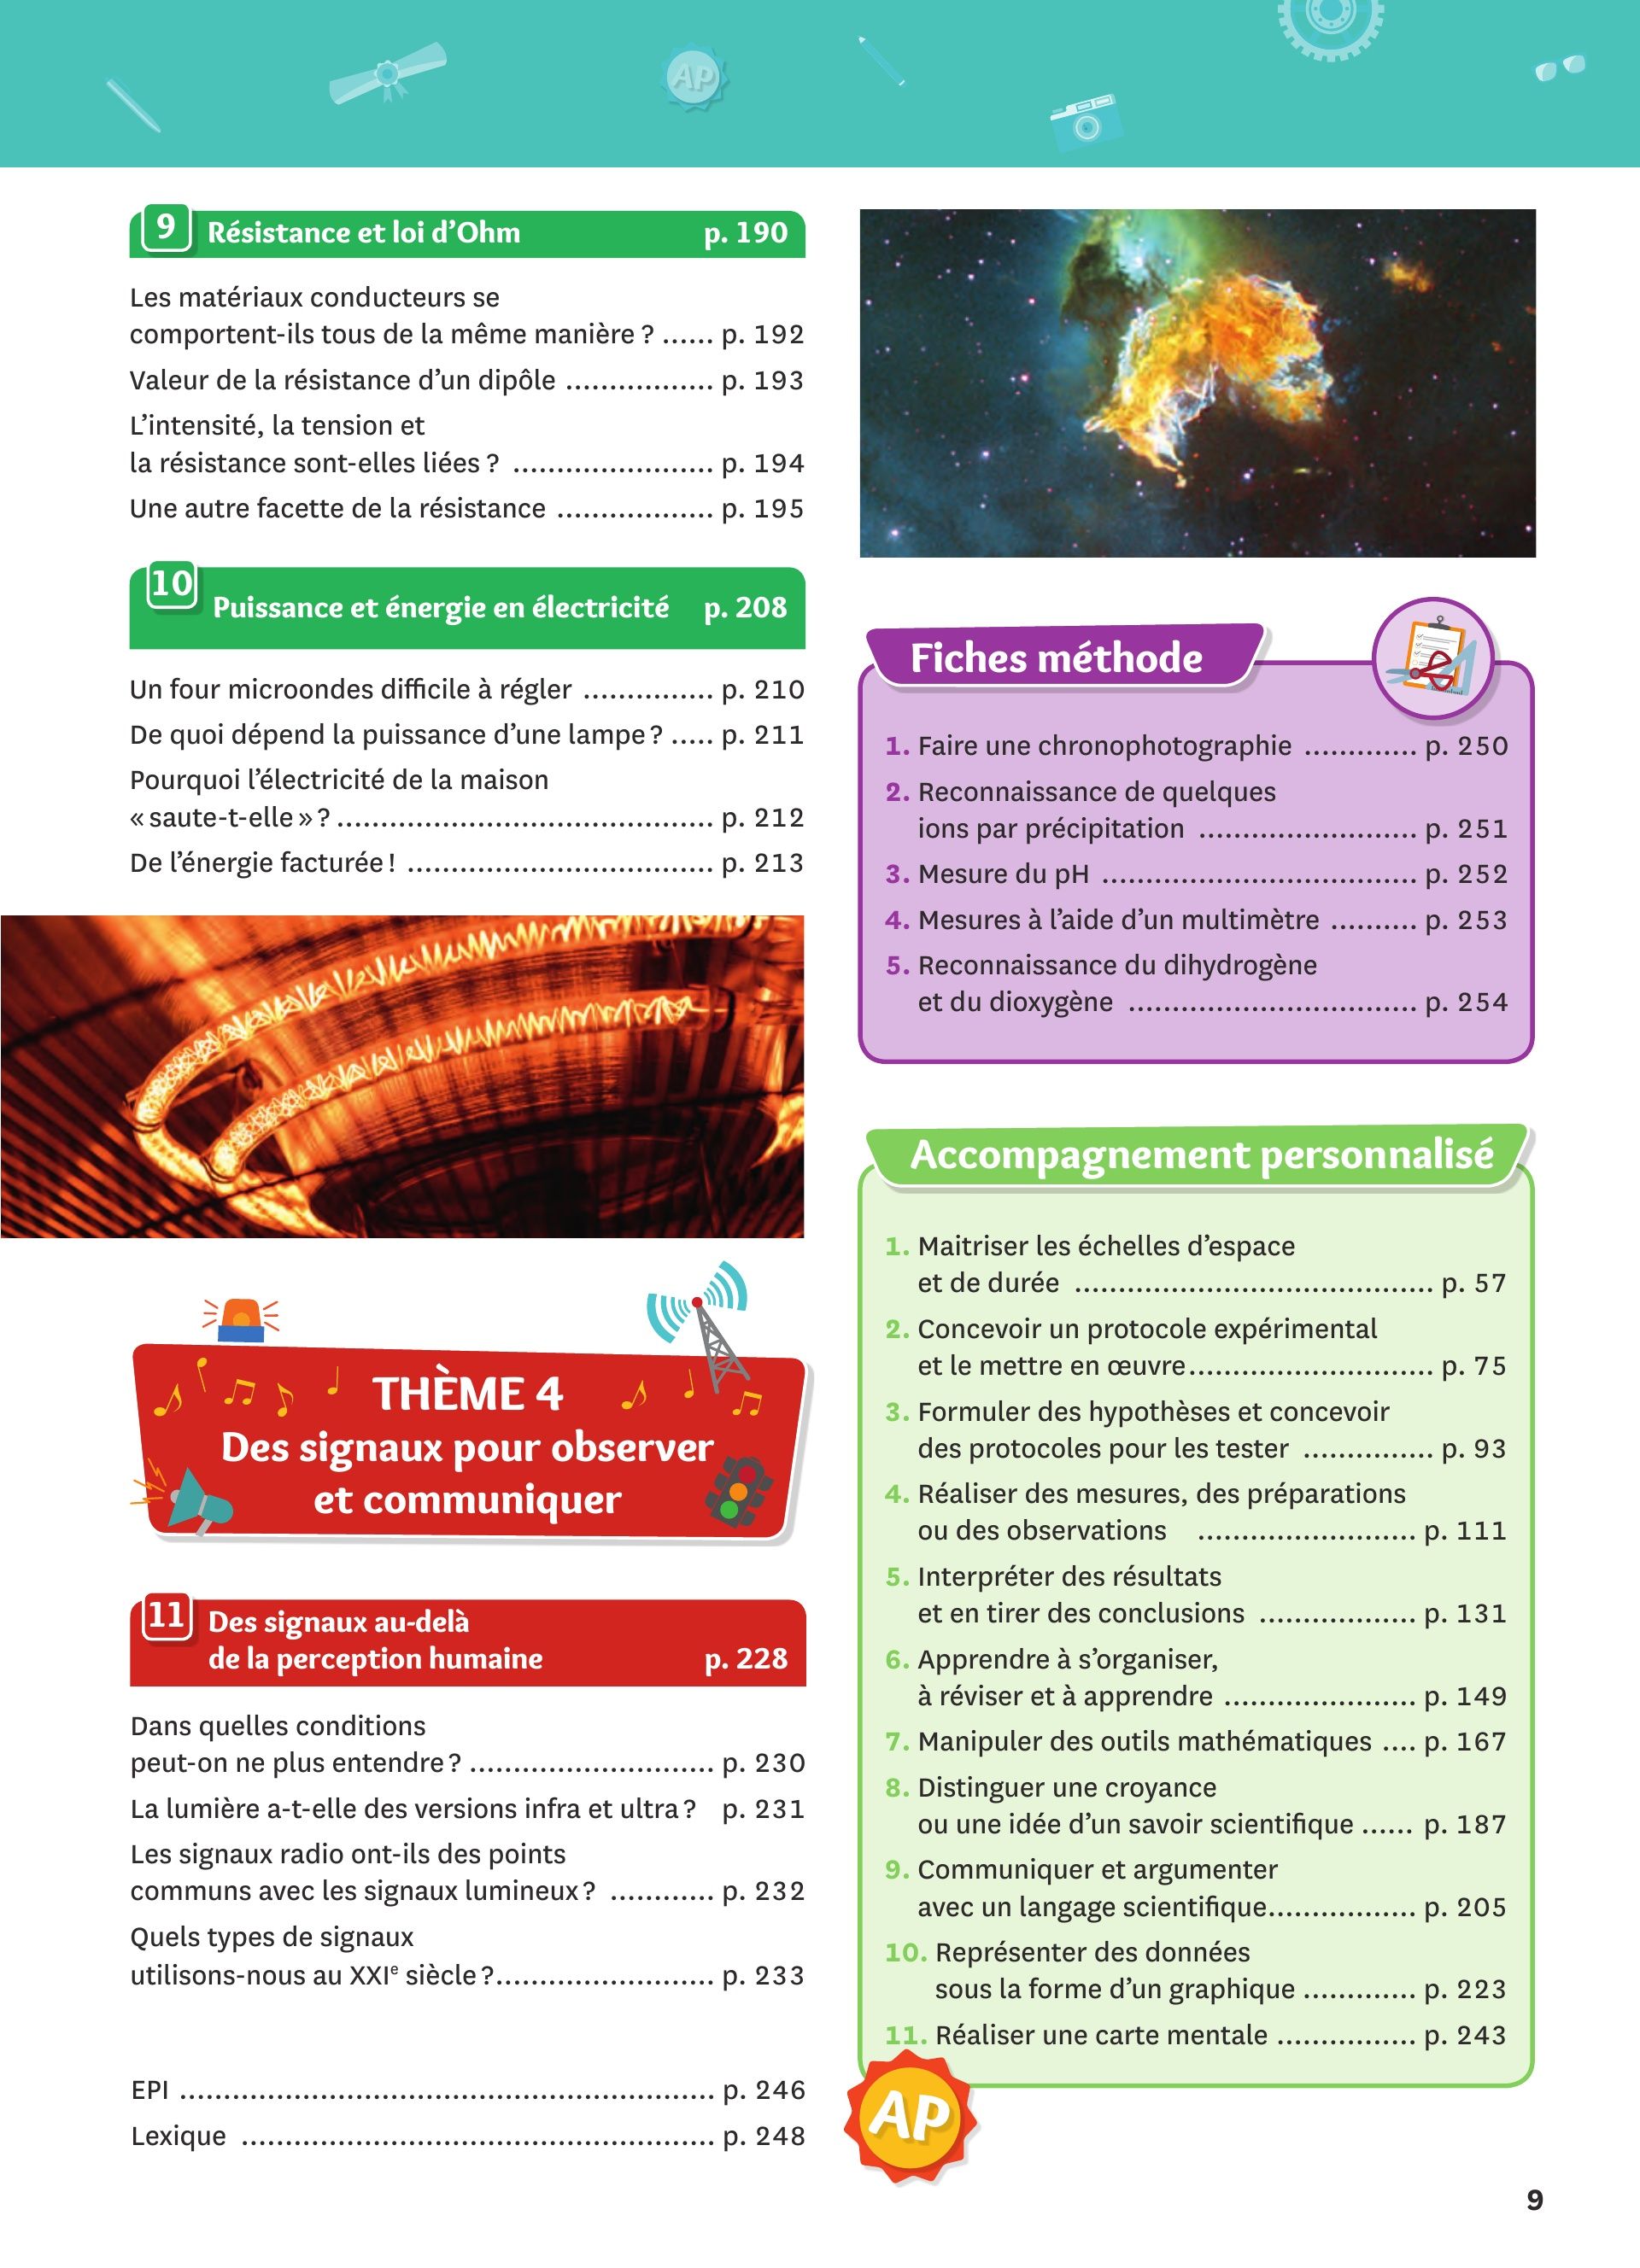 AP
9 Résistance et loi d’Ohm p. 190
Les matériaux conducteurs se
comportent-ils tous de la même manière ? ...... p. 192
Valeur de la résistance d’un dipôle ................. p. 193
L’intensité, la tension et
la résistance sont-elles liées ? ....................... p. 194
Une autre facette de la résistance .................. p. 195
10 Puissance et énergie en électricité p. 208
Un four microondes difficile à régler ............... p. 210
De quoi dépend la puissance d’une lampe ? ..... p. 211
Pourquoi l’électricité de la maison
« saute-t-elle » ? ........................................... p. 212
De l’énergie facturée ! ................................... p. 213
THÈME 4
Des signaux pour observer
et communiquer
11 Des signaux au-delà
de la perception humaine p. 228
Dans quelles conditions
peut-on ne plus entendre ? ............................ p. 230
La lumière a-t-elle des versions infra et ultra ? p. 231
Les signaux radio ont-ils des points
communs avec les signaux lumineux ? ............ p. 232
Quels types de signaux
utilisons-nous au XXIe siècle ?......................... p. 233
EPI ............................................................. p. 246
Lexique ...................................................... p. 248
Fiches méthode
1. Faire une chronophotographie ............. p. 250
2. Reconnaissance de quelques
ions par précipitation ......................... p. 251
3. Mesure du pH .................................... p. 252
4. Mesures à l’aide d’un multimètre .......... p. 253
5. Reconnaissance du dihydrogène
et du dioxygène ................................. p. 254
Accompagnement personnalisé
1. Maitriser les échelles d’espace
et de durée ......................................... p. 57
2. Concevoir un protocole expérimental
et le mettre en œuvre............................ p. 75
3. Formuler des hypothèses et concevoir
des protocoles pour les tester ............... p. 93
4. Réaliser des mesures, des préparations
ou des observations ......................... p. 111
5. Interpréter des résultats
et en tirer des conclusions .................. p. 131
6. Apprendre à s’organiser,
à réviser et à apprendre ...................... p. 149
7. Manipuler des outils mathématiques .... p. 167
8. Distinguer une croyance
ou une idée d’un savoir scientifique ...... p. 187
9. Communiquer et argumenter
avec un langage scientifique................. p. 205
10. Représenter des données
sous la forme d’un graphique ............. p. 223
11. Réaliser une carte mentale ................ p. 243
AP
9